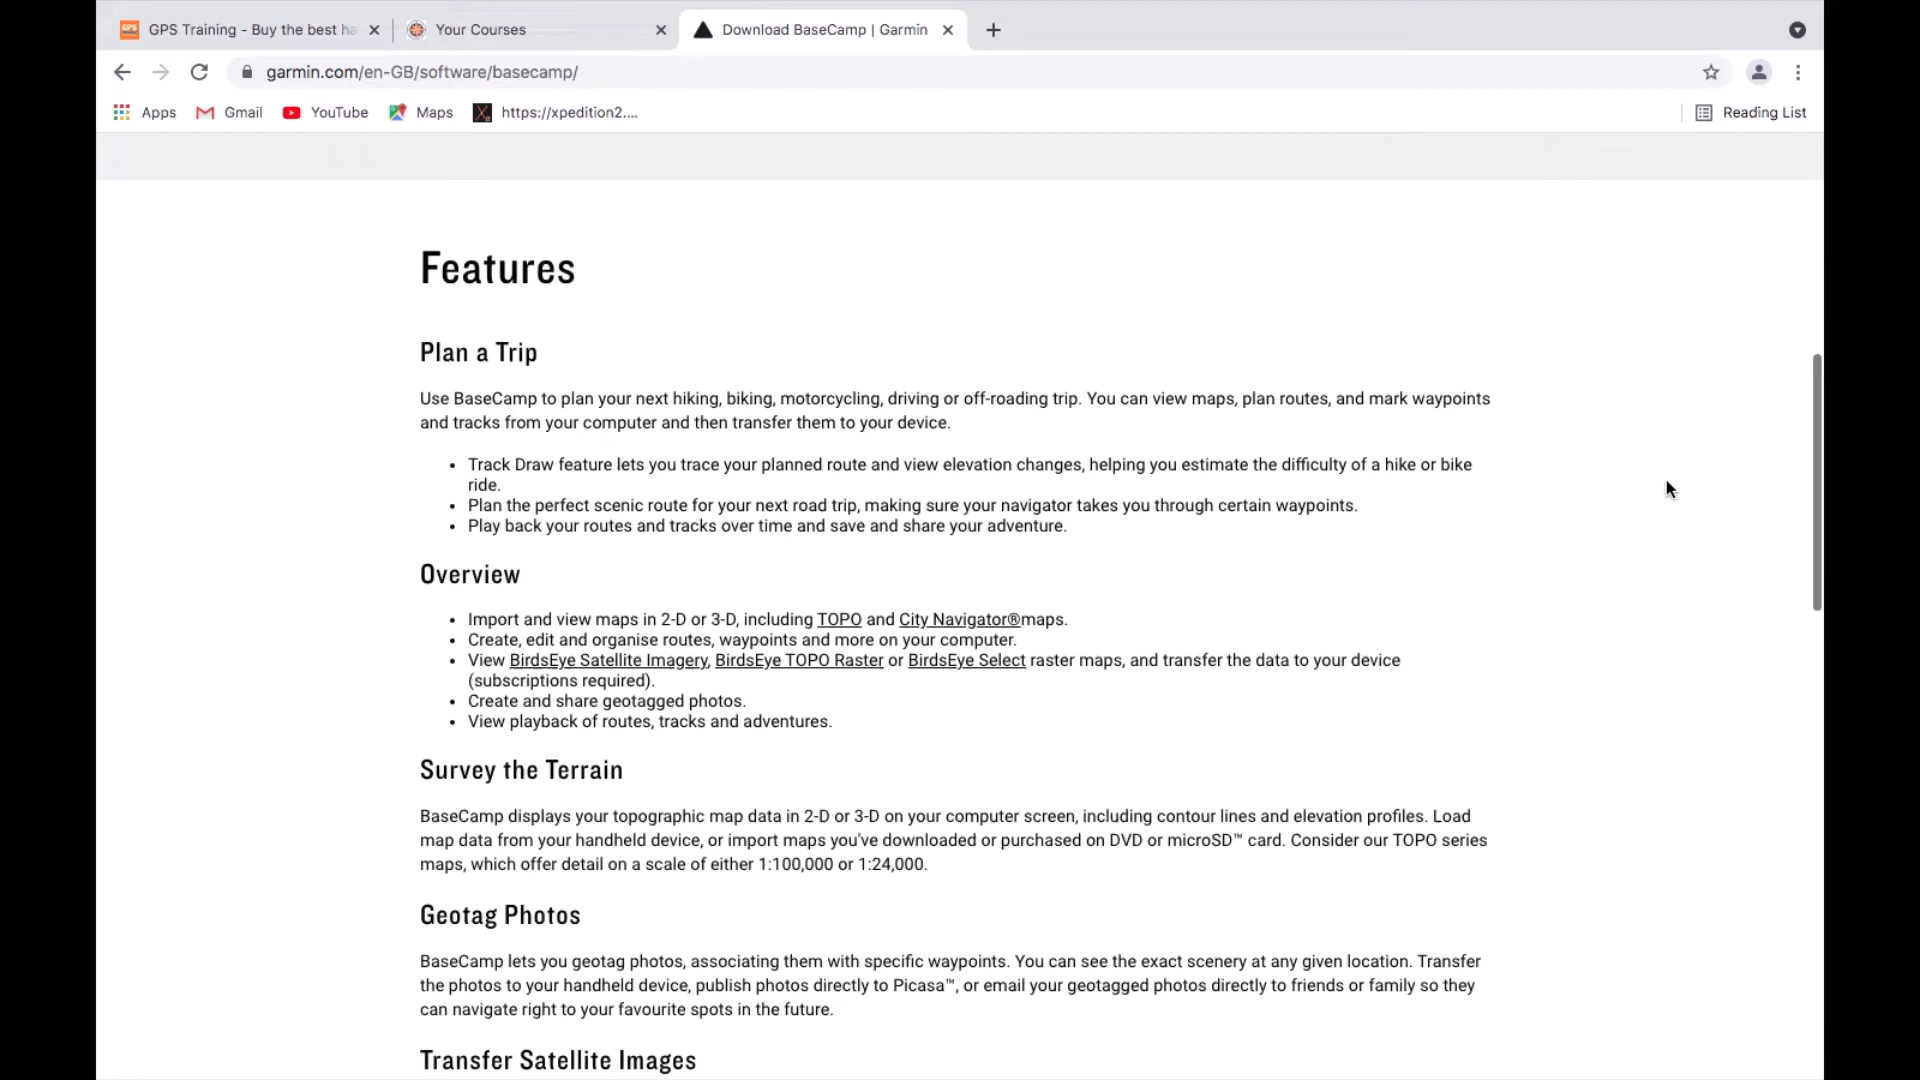 GPS Training - Buy the best ha
Your Courses
Download BaseCamp | Garmin
garmin.com/en-GB/software/basecamp/
Apps
Gmail
YouTube
Maps
https://xpedition2....
Reading List
Features
Plan a Trip
Use BaseCamp to plan your next hiking, biking, motorcycling, driving or off-roading trip. You can view maps, plan routes, and mark waypoints
and tracks from your computer and then transfer them to your device.
• Track Draw feature lets you trace your planned route and view elevation changes, helping you estimate the difficulty of a hike or bike
ride.
• Plan the perfect scenic route for your next road trip, making sure your navigator takes you through certain waypoints.
• Play back your routes and tracks over time and save and share your adventure.
Overview
• Import and view maps in 2-D or 3-D, including TOPO and City Navigator®maps.
• Create, edit and organise routes, waypoints and more on your computer.
• View BirdsEye Satellite Imagery, BirdsEye TOPO Raster or BirdsEye Select raster maps, and transfer the data to your device
(subscriptions required).
• Create and share geotagged photos.
• View playback of routes, tracks and adventures.
Survey the Terrain
BaseCamp displays your topographic map data in 2-D or 3-D on your computer screen, including contour lines and elevation profiles. Load
map data from your handheld device, or import maps you've downloaded or purchased on DVD or microSD™ card. Consider our TOPO series
maps, which offer detail on a scale of either 1:100,000 or 1:24,000.
Geotag Photos
BaseCamp lets you geotag photos, associating them with specific waypoints. You can see the exact scenery at any given location. Transfer
the photos to your handheld device, publish photos directly to Picasa™, or email your geotagged photos directly to friends or family so they
can navigate right to your favourite spots in the future.
Transfer Satellite Images